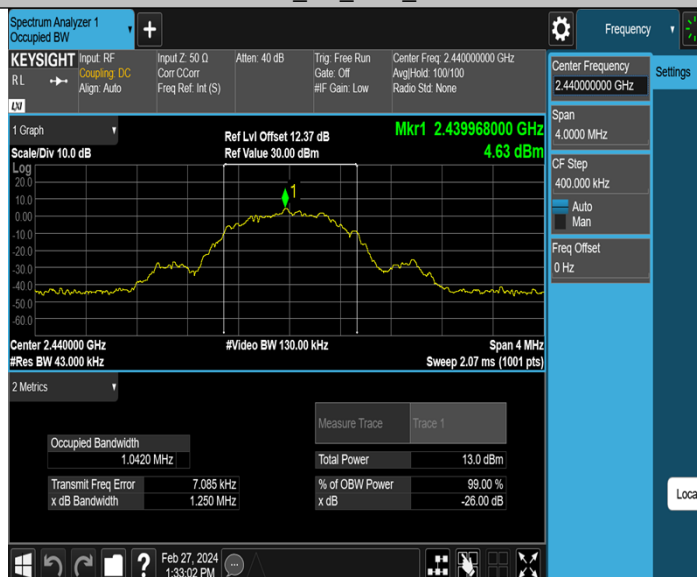 Spectrum Analyzer 1
Occupied BW
Frequency
KEYSIGHT
Input: RF
Coupling: DC
Align: Auto
RL
LXI
Input Z: 50 Ω
Corr CCorr
Freq Ref: Int (S)
Atten: 40 dB
Trig: Free Run
Gate: Off
#IF Gain: Low
Center Freq: 2.440000000 GHz
Avg|Hold: 100/100
Radio Std: None
Center Frequency
2.440000000 GHz
Settings
Span
4.0000 MHz
CF Step
400.000 kHz
Auto
Man
Freq Offset
0 Hz
1 Graph
Scale/Div 10.0 dB
Ref Lvl Offset 12.37 dB
Ref Value 30.00 dBm
Mkr1 2.439968000 GHz
4.63 dBm
Log
20.0
10.0
0.00
-10.0
-20.0
-30.0
-40.0
-50.0
-60.0
1
Center 2.440000 GHz
#Res BW 43.000 kHz
#Video BW 130.00 kHz
Span 4 MHz
Sweep 2.07 ms (1001 pts)
2 Metrics
Measure Trace
Trace 1
Occupied Bandwidth
1.0420 MHz
Total Power
13.0 dBm
Transmit Freq Error
7.085 kHz
% of OBW Power
99.00 %
x dB Bandwidth
1.250 MHz
x dB
-26.00 dB
Loca
?
Feb 27, 2024
1:33:02 PM